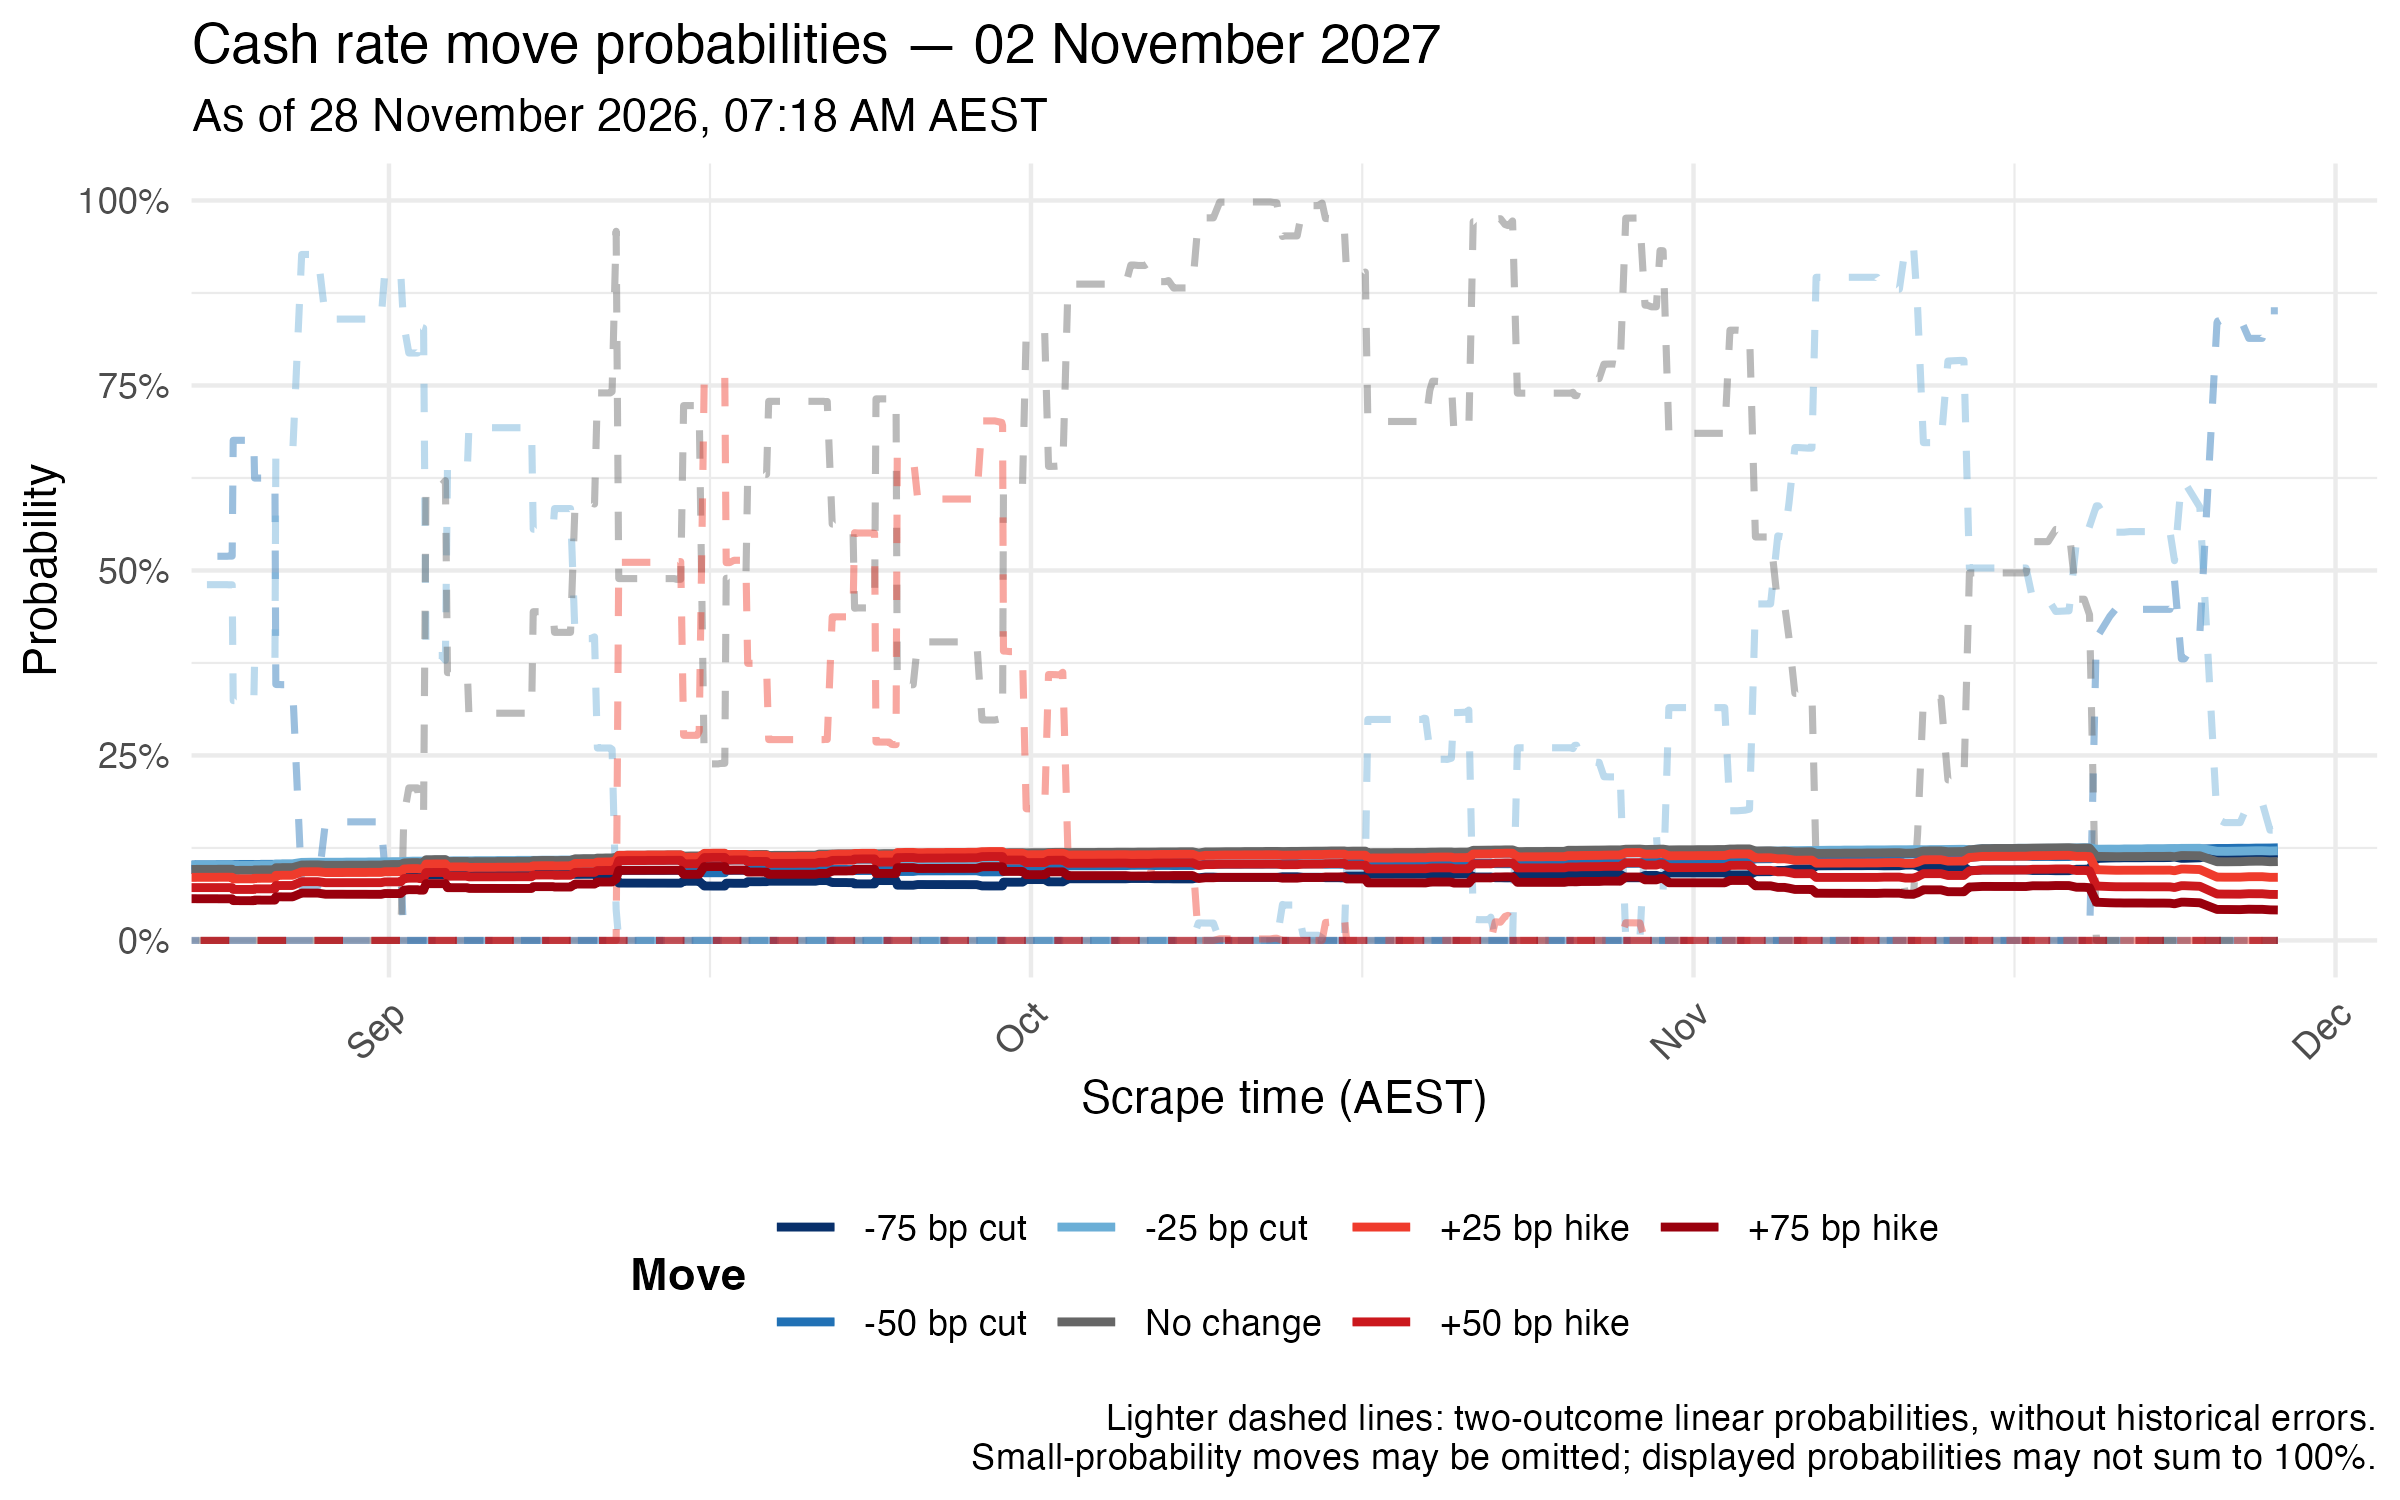 Cash rate move probabilities — 02 November 2027
As of 28 November 2026, 07:18 AM AEST
Probability
100%
75%
50%
25%
0%
Sep
Oct
Nov
Dec
Scrape time (AEST)
Move
-75 bp cut
-25 bp cut
+25 bp hike
+75 bp hike
-50 bp cut
No change
+50 bp hike
Lighter dashed lines: two-outcome linear probabilities, without historical errors.
Small-probability moves may be omitted; displayed probabilities may not sum to 100%.